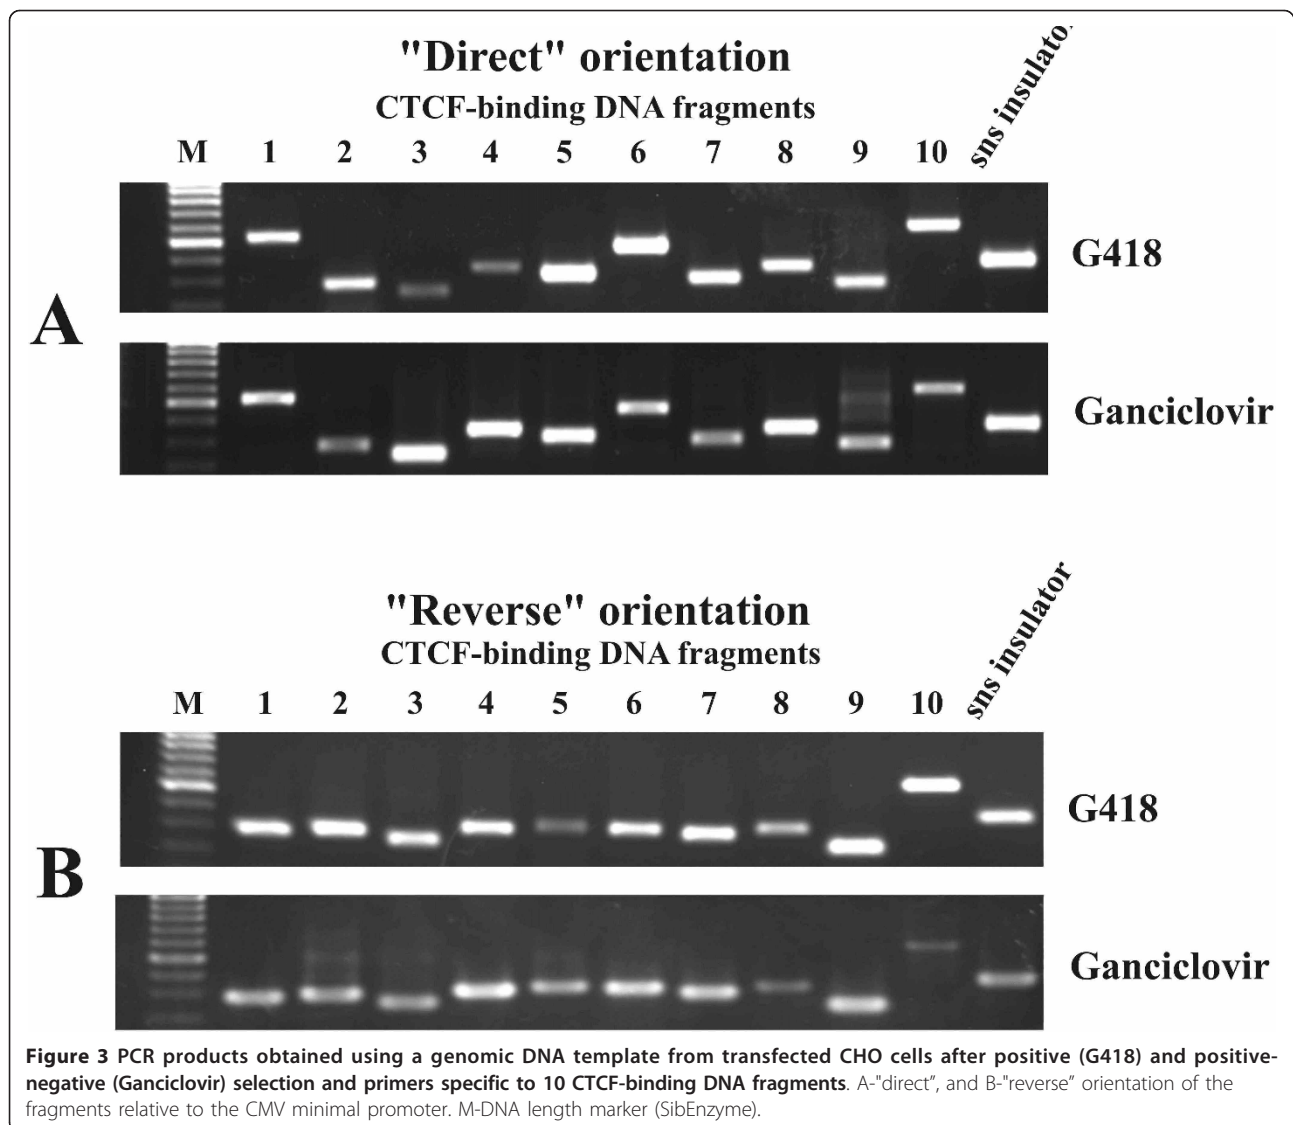 "Direct" orientation
CTCF-binding DNA fragments
M 1 2 3 4 5 6 7 8 9 10 sns insulator
A
G418
Ganciclovir
"Reverse" orientation
CTCF-binding DNA fragments
M 1 2 3 4 5 6 7 8 9 10 sns insulator
B
G418
Ganciclovir
Figure 3 PCR products obtained using a genomic DNA template from transfected CHO cells after positive (G418) and positive-
negative (Ganciclovir) selection and primers specific to 10 CTCF-binding DNA fragments. A-"direct", and B-"reverse" orientation of the
fragments relative to the CMV minimal promoter. M-DNA length marker (SibEnzyme).